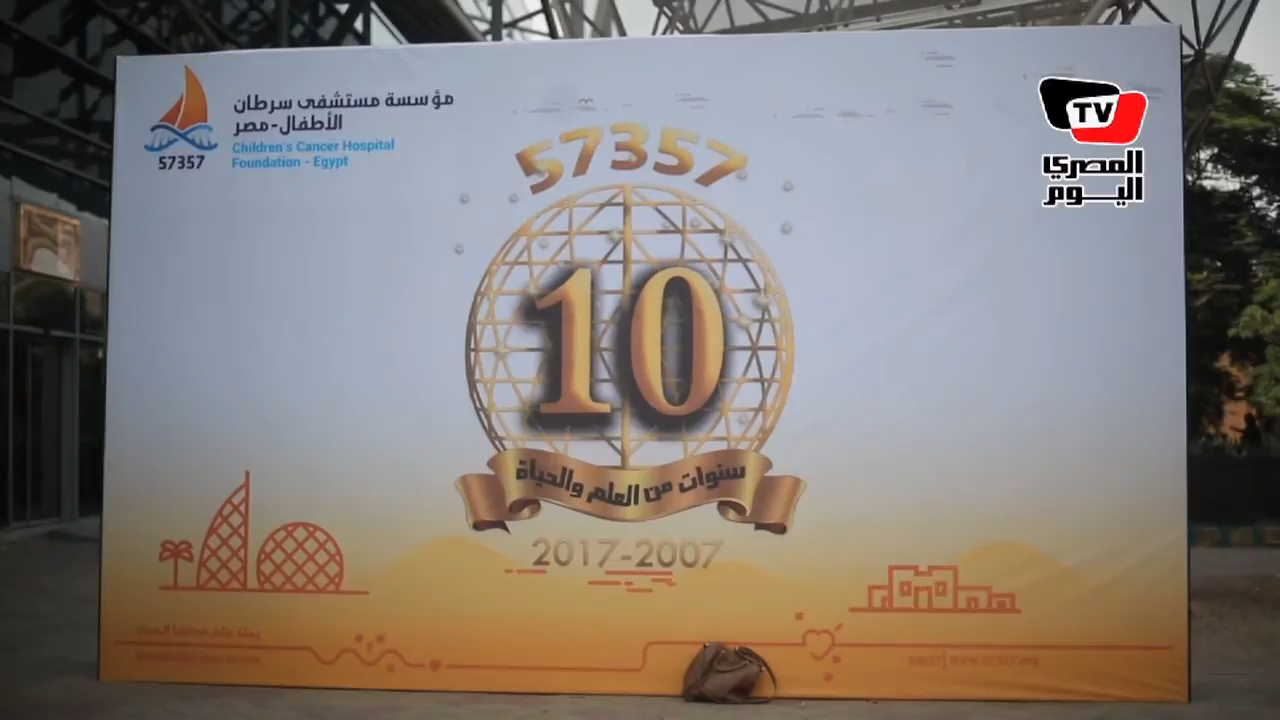 مؤسسة مستشفى سرطان
الأطفال-مصر
Children's Cancer Hospital
Foundation - Egypt
57357
TV
المصري
اليوم
57357
10
سنوات من العلم والحياة
2017-2007